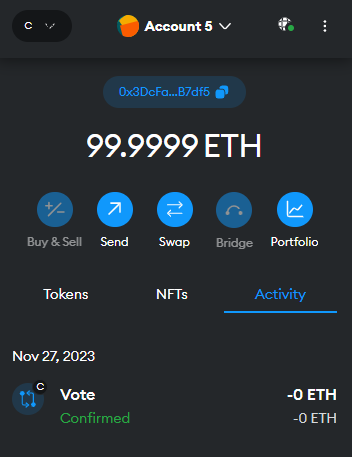 C
Account 5
0x3DcFa...B7df5
99.9999 ETH
Buy & Sell Send Swap Bridge Portfolio
Tokens NFTs Activity
Nov 27, 2023
C
Vote -0 ETH
Confirmed -0 ETH